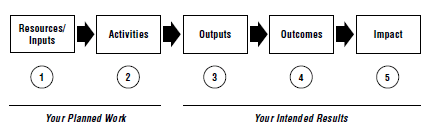 Resources/
Inputs
Activities
Outputs
Outcomes
Impact
1
2
3
4
5
Your Planned Work
Your Intended Results